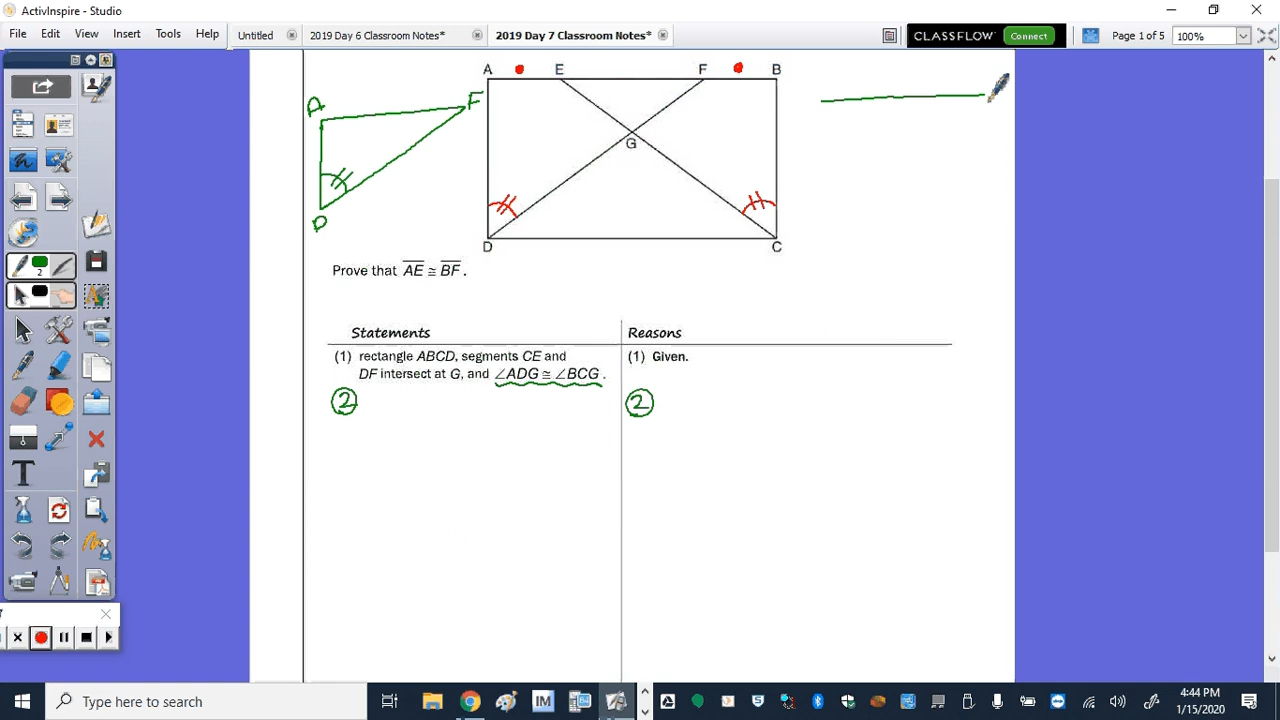 ActivInspire - Studio
File Edit View Insert Tools Help
Untitled
2019 Day 6 Classroom Notes*
2019 Day 7 Classroom Notes*
CLASSFLOW Connect
Page 1 of 5
100%
A E F B
A F
G
D
D C
Prove that AE ≅ BF.
Statements
Reasons
(1) rectangle ABCD, segments CE and
DF intersect at G, and ∠ADG ≅ ∠BCG.
(1) Given.
2
2
2
T
Type here to search
IM
4:44 PM
1/15/2020